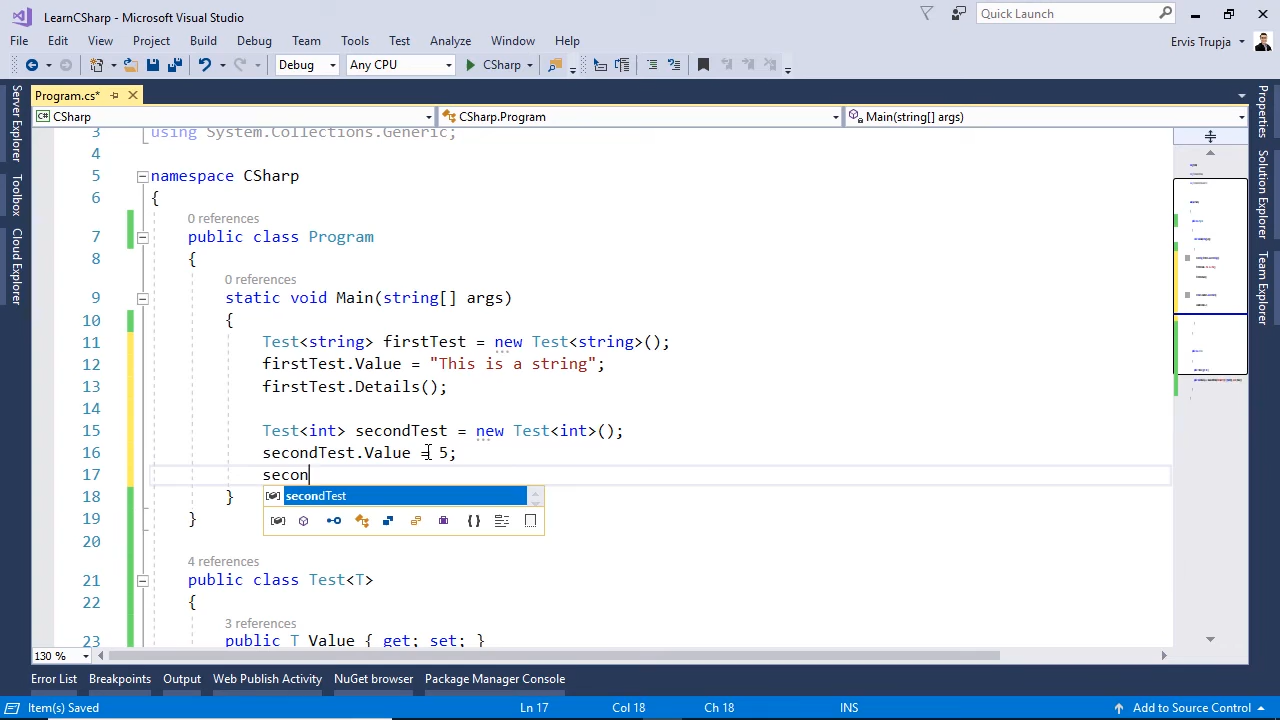 LearnCSharp - Microsoft Visual Studio
Quick Launch
File Edit View Project Build Debug Team Tools Test Analyze Window Help
Ervis Trupja
Debug Any CPU CSharp
Program.cs*
CSharp CSharp.Program Main(string[] args)
Server Explorer
Toolbox
Cloud Explorer
3 using System.Collections.Generic;
4
5 namespace CSharp
6 {
0 references
7 public class Program
8 {
0 references
9 static void Main(string[] args)
10 {
11 Test<string> firstTest = new Test<string>();
12 firstTest.Value = "This is a string";
13 firstTest.Details();
14
15 Test<int> secondTest = new Test<int>();
16 secondTest.Value = 5;
17 secon
secondTest
18 }
19 }
20
4 references
21 public class Test<T>
22 {
3 references
23 public T Value { get; set; }
Properties
Solution Explorer
Team Explorer
130 %
Error List Breakpoints Output Web Publish Activity NuGet browser Package Manager Console
Item(s) Saved Ln 17 Col 18 Ch 18 INS Add to Source Control